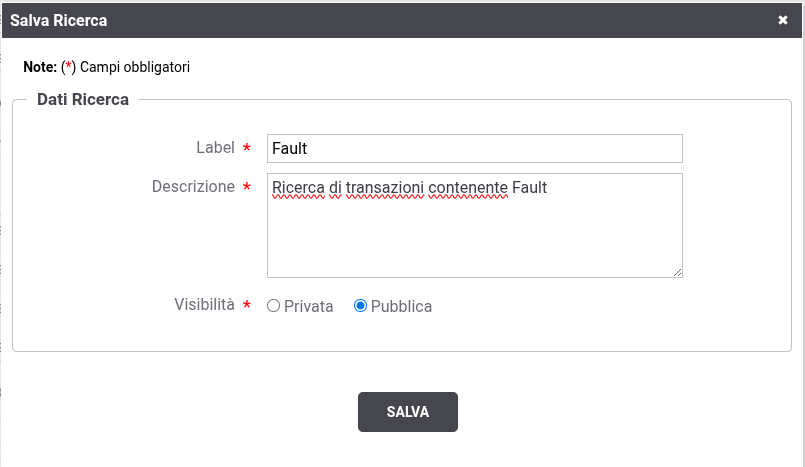 Salva Ricerca ✖
Note: (*) Campi obbligatori
Dati Ricerca
Label * Fault
Descrizione * Ricerca di transazioni contenente Fault
Visibilità * Privata Pubblica
SALVA